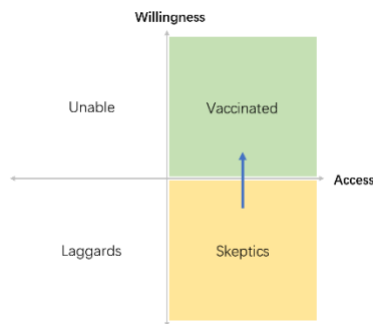 Willingness
Unable
Vaccinated
Access
Laggards
Skeptics